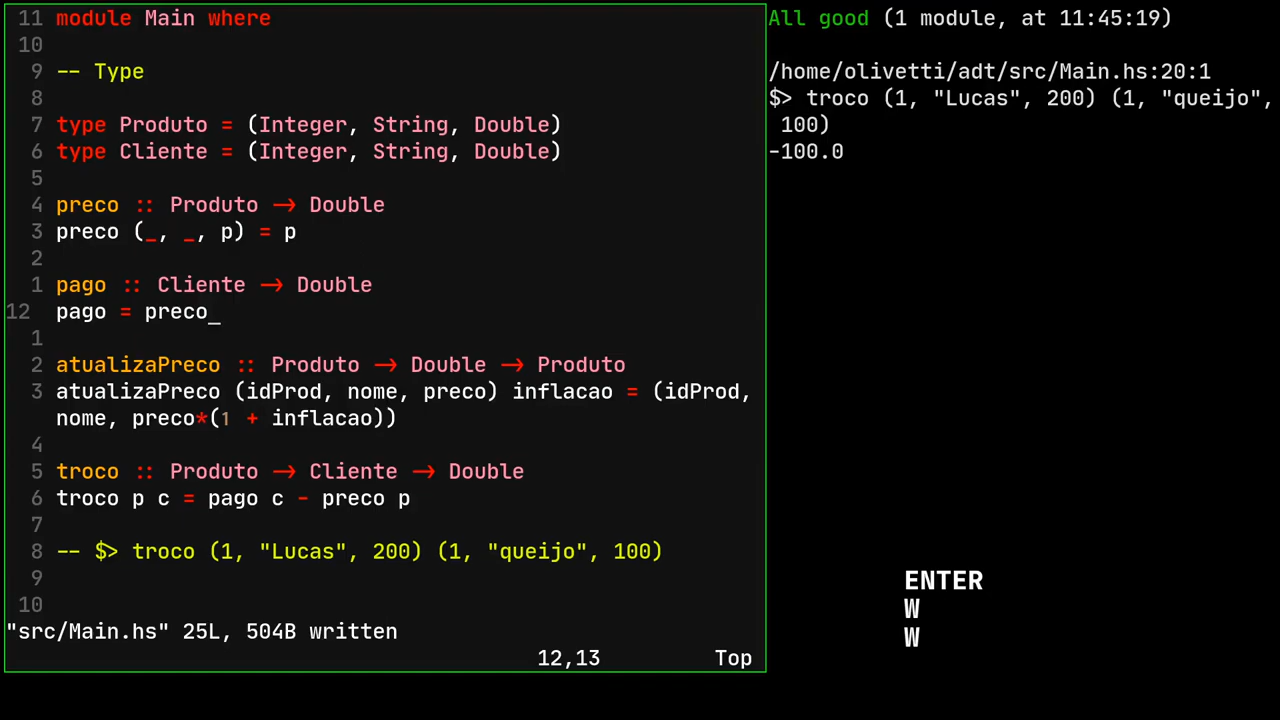 11 module Main where
10
9 -- Type
8
7 type Produto = (Integer, String, Double)
6 type Cliente = (Integer, String, Double)
5
4 preco :: Produto -> Double
3 preco (_, _, p) = p
2
1 pago :: Cliente -> Double
12 pago = preco_
1
2 atualizaPreco :: Produto -> Double -> Produto
3 atualizaPreco (idProd, nome, preco) inflacao = (idProd,
nome, preco*(1 + inflacao))
4
5 troco :: Produto -> Cliente -> Double
6 troco p c = pago c - preco p
7
8 -- $> troco (1, "Lucas", 200) (1, "queijo", 100)
9
10
"src/Main.hs" 25L, 504B written
12,13 Top
All good (1 module, at 11:45:19)
/home/olivetti/adt/src/Main.hs:20:1
$> troco (1, "Lucas", 200) (1, "queijo",
100)
-100.0
ENTER
W
W